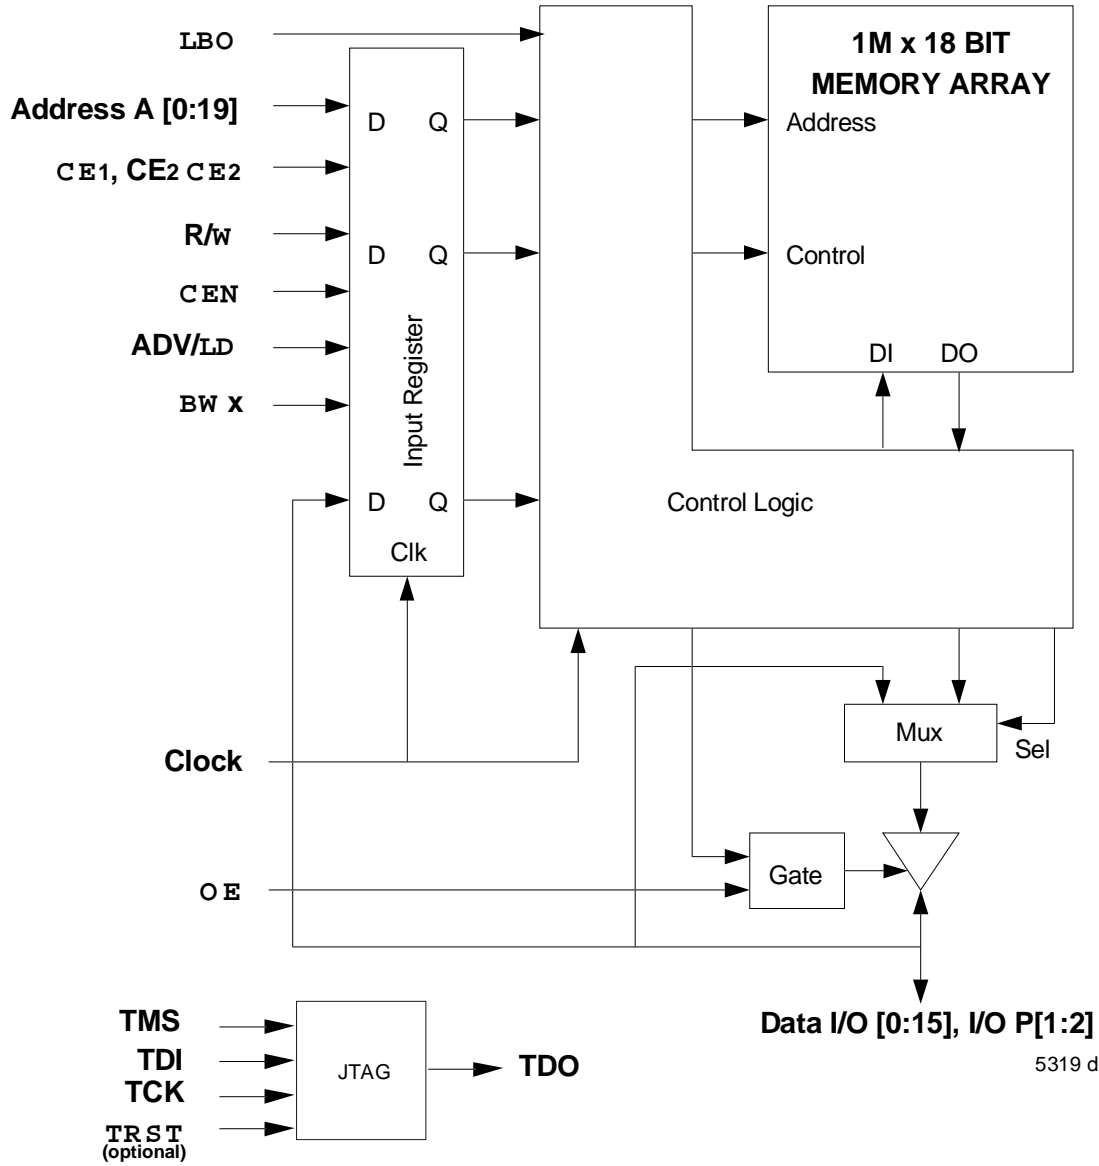 LBO
1M x 18 BIT
MEMORY ARRAY
Address A [0:19]
D Q
Address
CE1, CE2 CE2
R/W
D Q
Control
CEN
Input Register
ADV/LD
DI DO
BW x
D Q
Control Logic
Clk
Mux
Sel
Clock
Gate
OE
Data I/O [0:15], I/O P[1:2]
5319 d
TMS
TDI
JTAG
TDO
TCK
TRST
(optional)